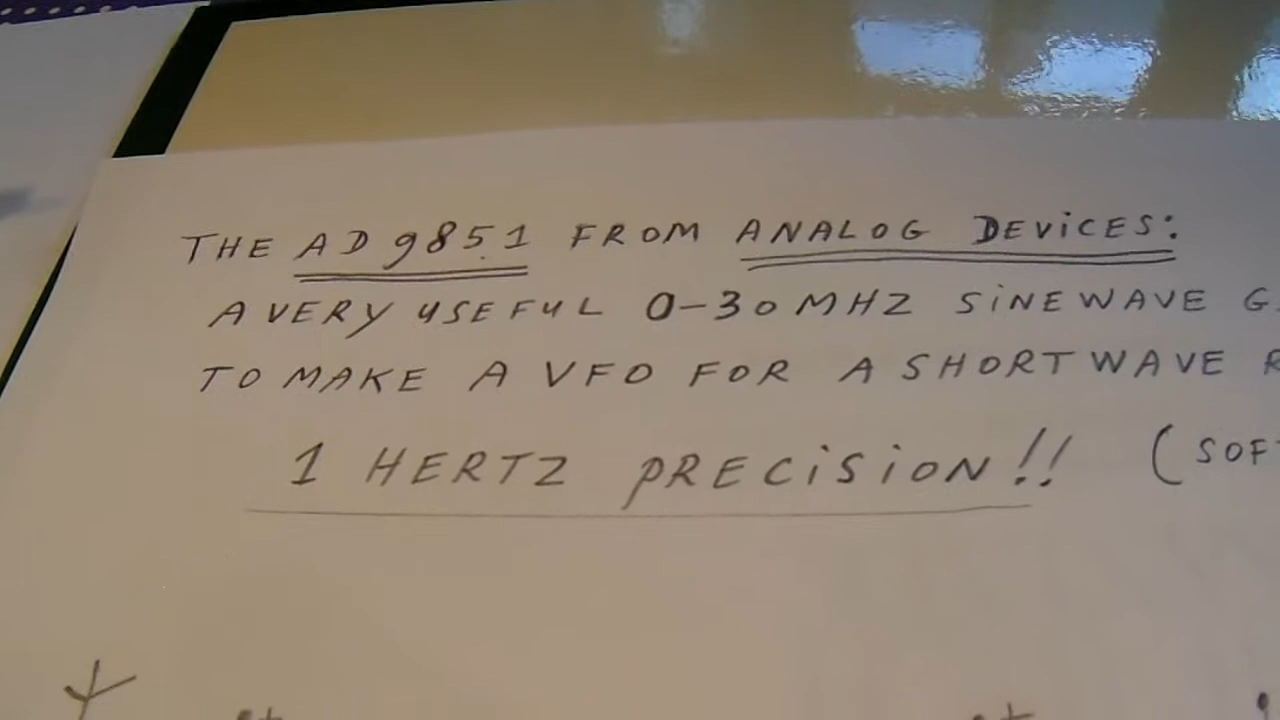 THE AD9851 FROM ANALOG DEVICES:
A VERY USEFUL 0-30MHZ SINEWAVE
TO MAKE A VFO FOR A SHORTWAVE
1 HERTZ PRECISION!! (SOF